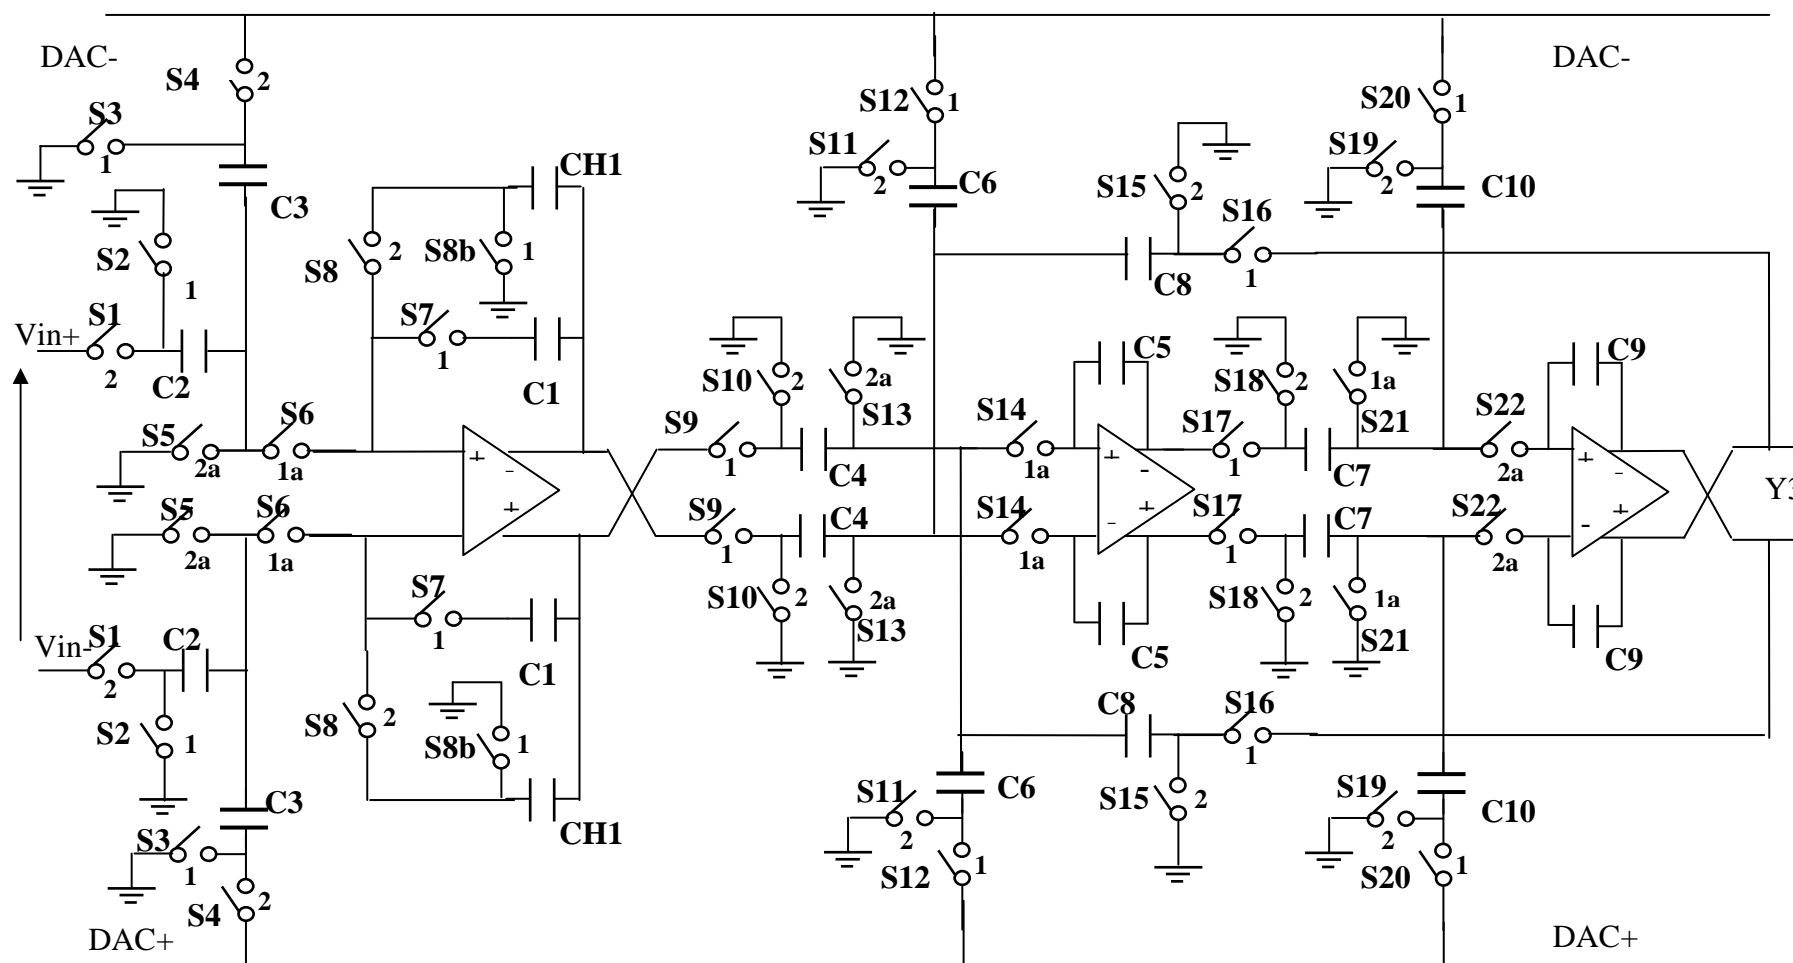 DAC-
DAC-
S4
2
S12
1
S20
1
S3
1
S11
2
S19
2
CH1
C3
C6
S15
2
S16
1
C10
S2
1
S8
2
S8b
1
C8
Vin+
S1
2
C2
S7
1
C1
S10
2
2a
S13
C5
S18
2
1a
S21
C9
S5
2a
S6
1a
+
-
S9
1
C4
S14
1a
+
-
S17
1
C7
S22
2a
+
-
Y3
S5
2a
S6
1a
-
+
S9
1
C4
S14
1a
-
+
S17
1
C7
S22
2a
-
+
S7
1
C1
S10
2
2a
S13
C5
S18
2
1a
S21
C9
Vin-
S1
2
C2
S2
1
S8
2
S8b
1
C8
S16
1
C3
CH1
S3
1
S11
2
C6
S15
2
S19
2
C10
S4
2
S12
1
S20
1
DAC+
DAC+